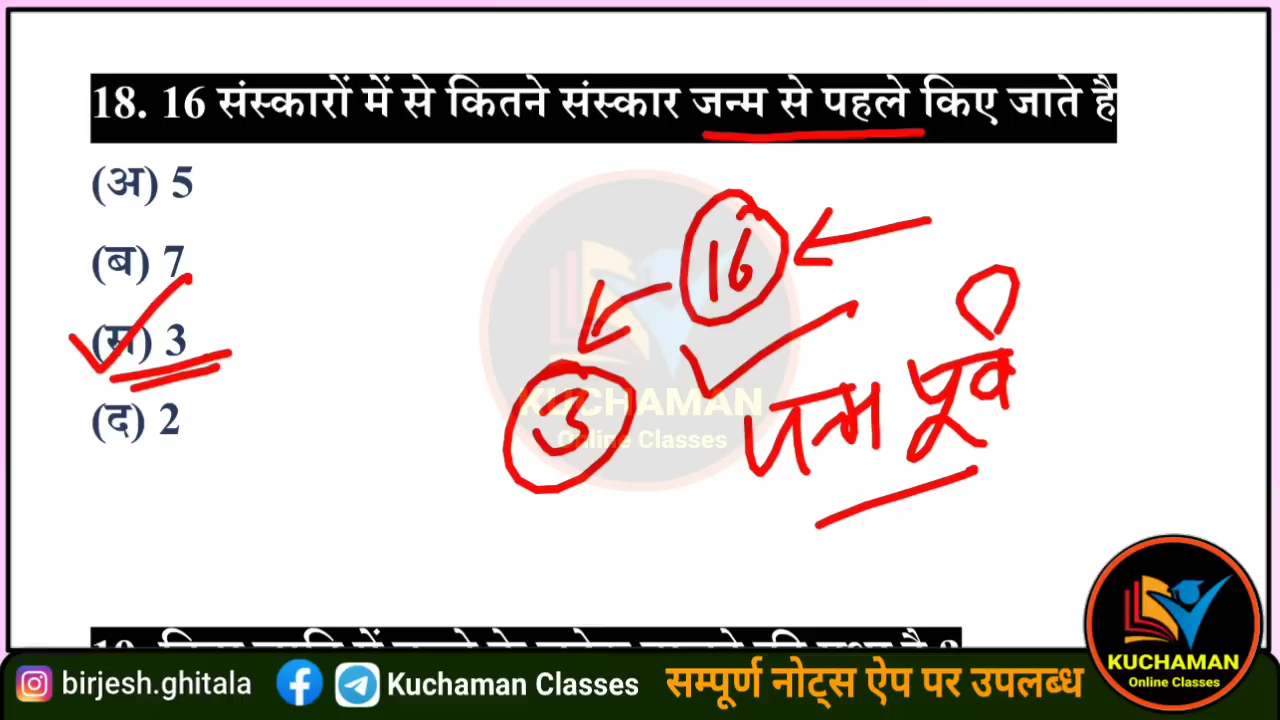 18. 16 संस्कारों में से कितने संस्कार जन्म से पहले किए जाते है
(अ) 5
(ब) 7
(स) 3
(द) 2
16
3
जन्म पूर्व
KUCHAMAN
Online Classes
birjesh.ghitala
Kuchaman Classes
सम्पूर्ण नोट्स ऐप पर उपलब्ध
KUCHAMAN
Online Classes